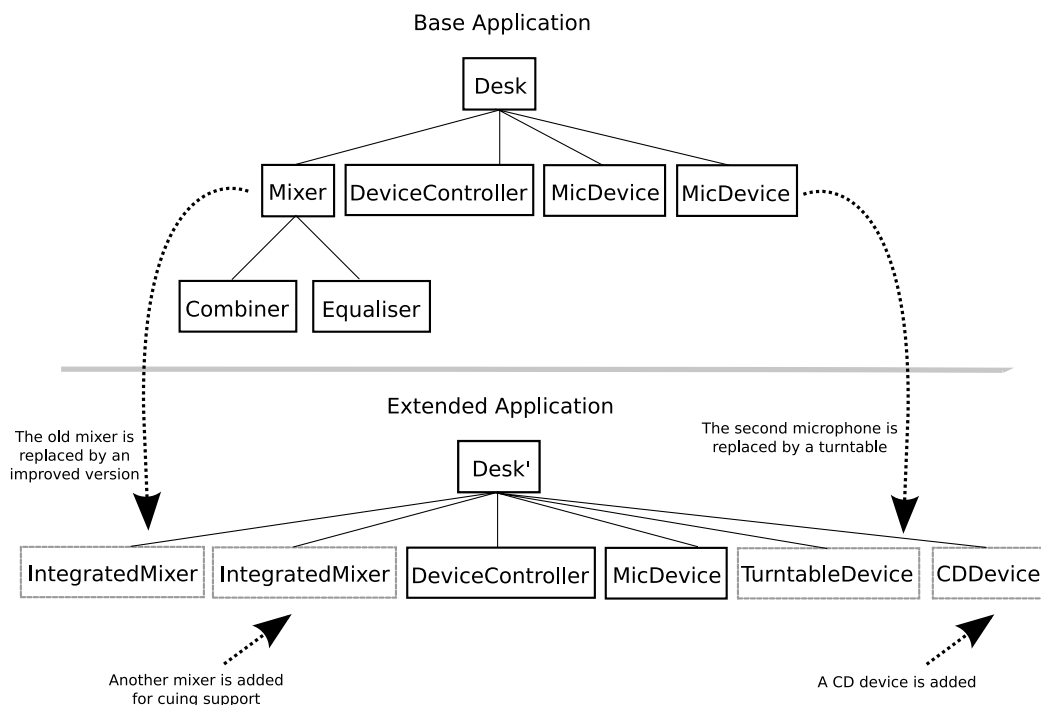 Base Application
Desk
Mixer
DeviceController
MicDevice
MicDevice
Combiner
Equaliser
Extended Application
The old mixer is
replaced by an
improved version
The second microphone is
replaced by a turntable
Desk'
IntegratedMixer
IntegratedMixer
DeviceController
MicDevice
TurntableDevice
CDDevice
Another mixer is added
for cuing support
A CD device is added